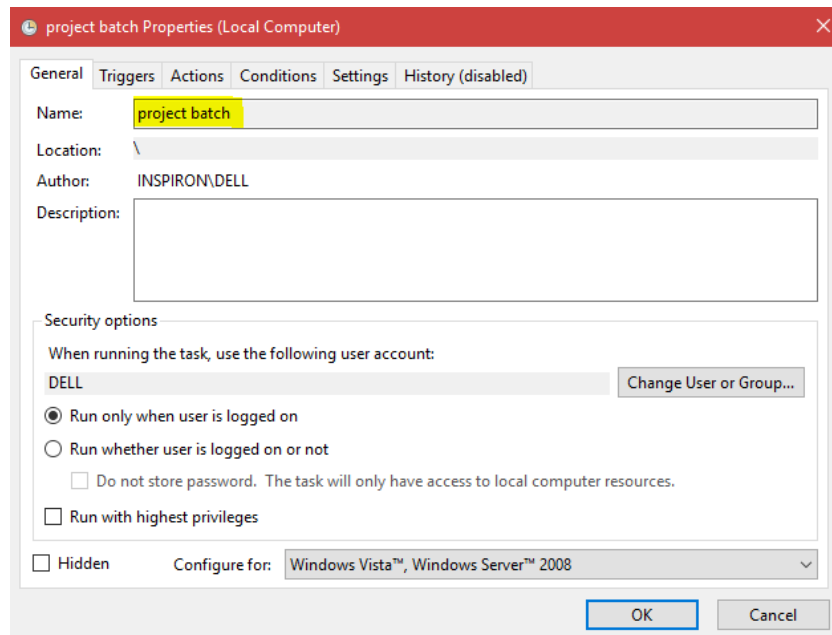 project batch Properties (Local Computer)
General Triggers Actions Conditions Settings History (disabled)
Name: project batch
Location: \
Author: INSPIRON\DELL
Description:
Security options
When running the task, use the following user account:
DELL Change User or Group...
Run only when user is logged on
Run whether user is logged on or not
Do not store password. The task will only have access to local computer resources.
Run with highest privileges
Hidden Configure for: Windows Vista™, Windows Server™ 2008
OK Cancel